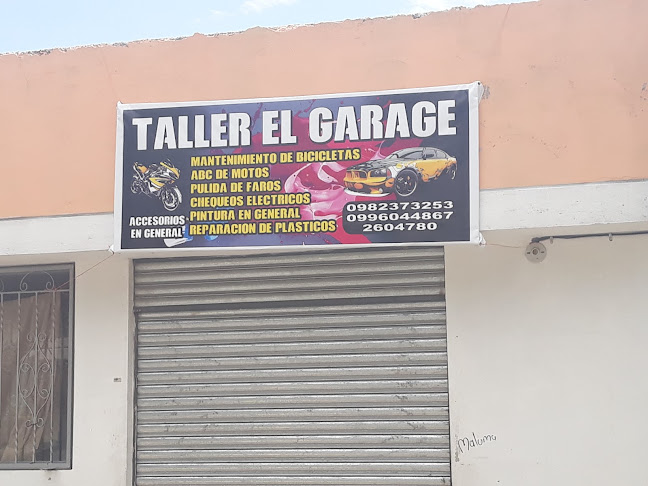 TALLER EL GARAGE
MANTENIMIENTO DE BICICLETAS
ABC DE MOTOS
PULIDA DE FAROS
CHEQUEOS ELECTRICOS
PINTURA EN GENERAL
REPARACION DE PLASTICOS
ACCESORIOS
EN GENERAL
0982373253
0996044867
2604780
Maluma